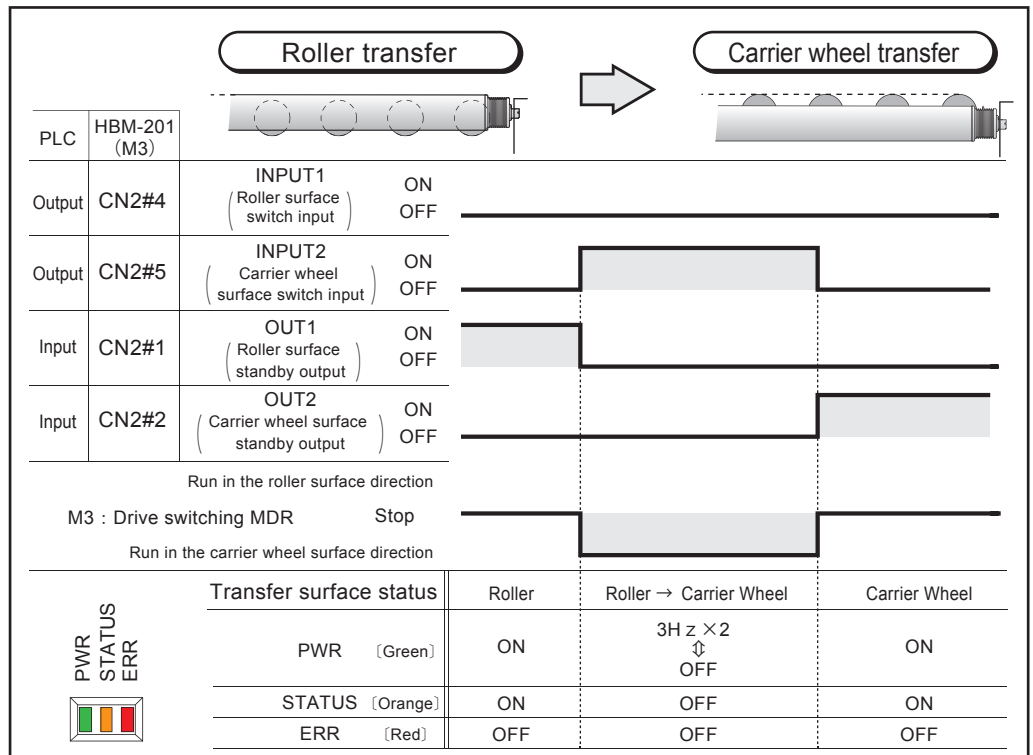 Roller transfer
Carrier wheel transfer
PLC
HBM-201
(M3)
Output
CN2#4
INPUT1
(Roller surface
switch input)
ON
OFF
Output
CN2#5
INPUT2
(Carrier wheel
surface switch input)
ON
OFF
Input
CN2#1
OUT1
(Roller surface
standby output)
ON
OFF
Input
CN2#2
OUT2
(Carrier wheel surface
standby output)
ON
OFF
Run in the roller surface direction
M3 : Drive switching MDR Stop
Run in the carrier wheel surface direction
PWR
STATUS
ERR
Transfer surface status Roller Roller → Carrier Wheel Carrier Wheel
PWR 〔Green〕 ON 3Hz×2 ⇕ OFF ON
STATUS 〔Orange〕 ON OFF ON
ERR 〔Red〕 OFF OFF OFF